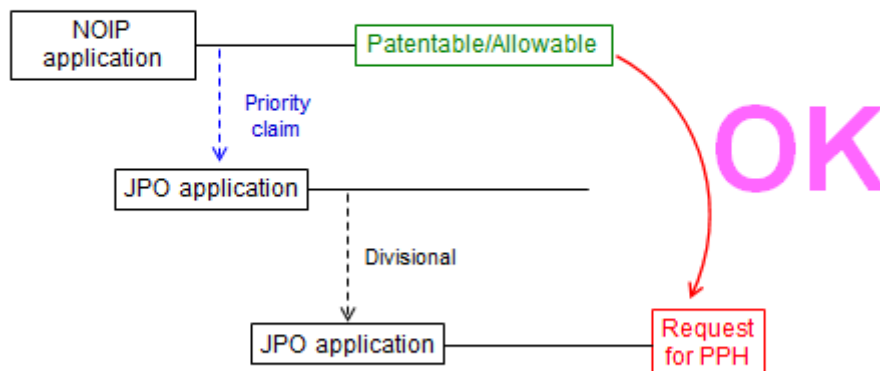 NOIP
application
Patentable/Allowable
Priority
claim
OK
JPO application
Divisional
JPO application
Request
for PPH